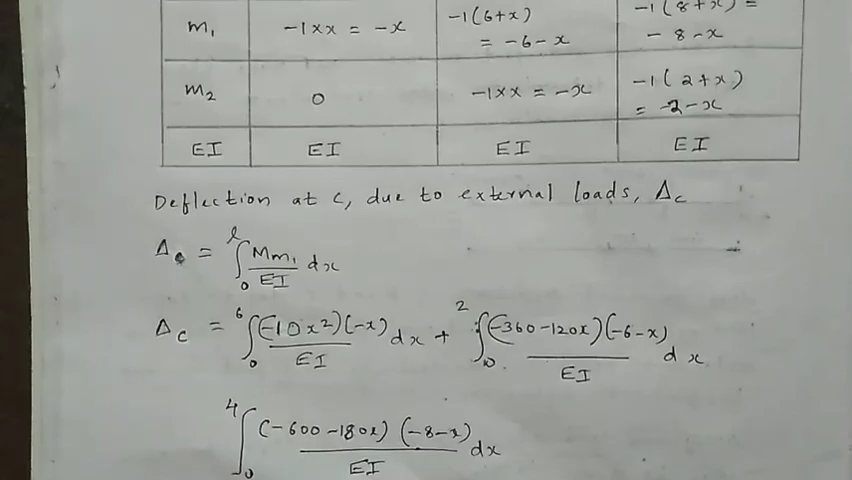 m₁ -1×x = -x -1(6+x) = -6-x -1(8+x) = -8-x
m₂ 0 -1×x = -x -1(2+x) = -2-x
EI EI EI EI
Deflection at c, due to external loads, Δc
Δc = ∫₀^l Mm₁/EI dx
Δc = ∫₀^6 (-10x²)(-x)/EI dx + ∫₀^2 (-360-120x)(-6-x)/EI dx
∫₀^4 (-600-180x)(-8-x)/EI dx